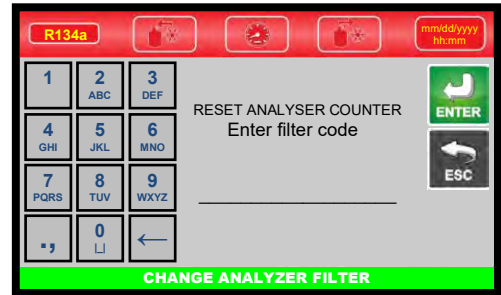 R134a
mm/dd/yyyy
hh:mm
1
2
ABC
3
DEF
4
GHI
5
JKL
6
MNO
7
PQRS
8
TUV
9
WXYZ
.,
0
⌴
←
RESET ANALYSER COUNTER
Enter filter code
ENTER
ESC
CHANGE ANALYZER FILTER